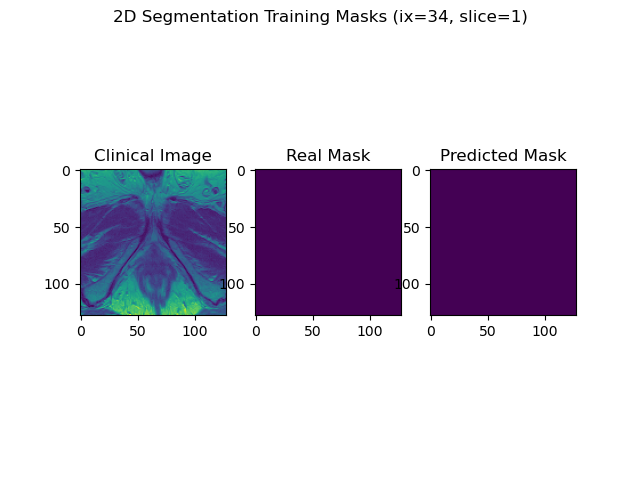 2D Segmentation Training Masks (ix=34, slice=1)
Clinical Image Real Mask Predicted Mask
0 0 0
50 50 50
100 100 100
0 50 100 0 50 100 0 50 100